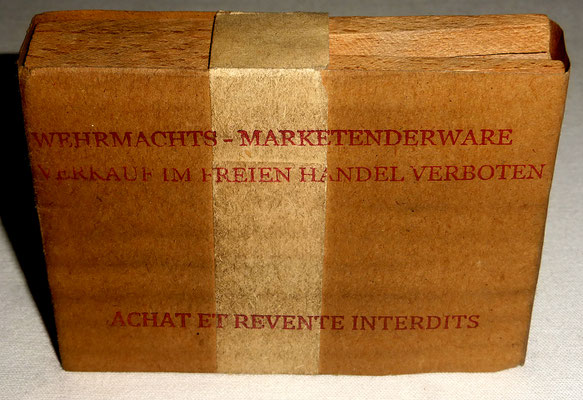 WEHRMACHTS - MARKETENDERWARE
VERKAUF IM FREIEN HANDEL VERBOTEN
ACHAT ET REVENTE INTERDITS